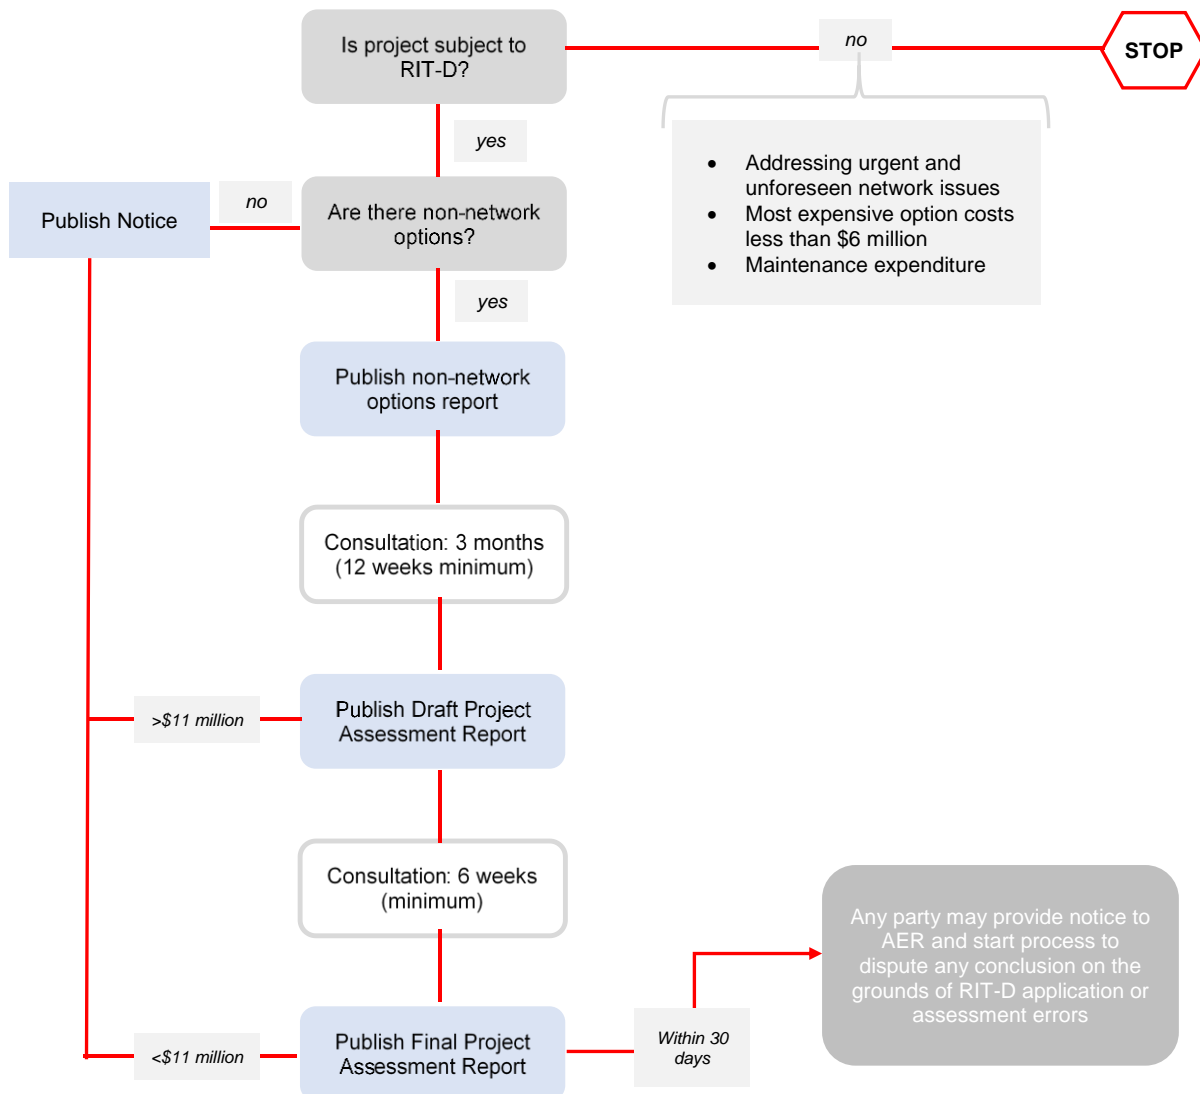 Is project subject to
RIT-D?
no
STOP
yes
• Addressing urgent and
unforeseen network issues
• Most expensive option costs
less than $6 million
• Maintenance expenditure
Publish Notice
no
Are there non-network
options?
yes
Publish non-network
options report
Consultation: 3 months
(12 weeks minimum)
>$11 million
Publish Draft Project
Assessment Report
Consultation: 6 weeks
(minimum)
Any party may provide notice to
AER and start process to
dispute any conclusion on the
grounds of RIT-D application or
assessment errors
<$11 million
Publish Final Project
Assessment Report
Within 30
days